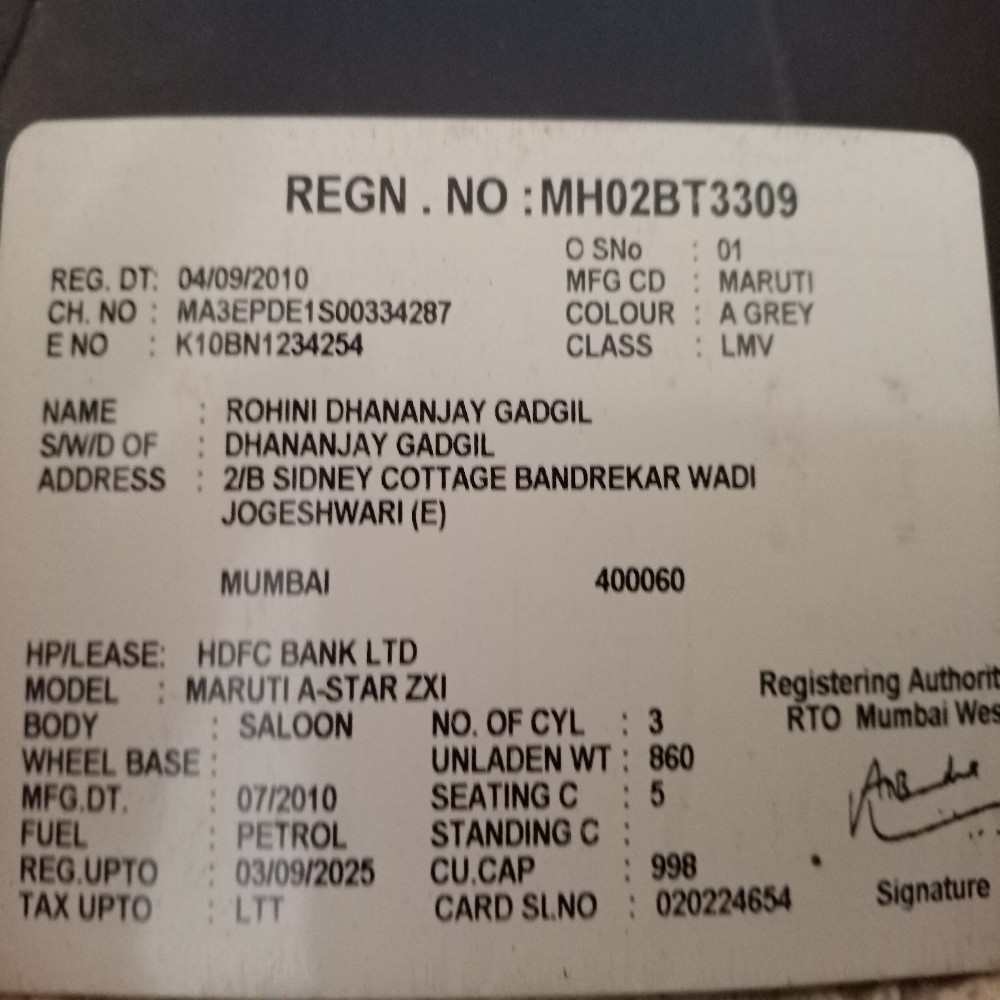 REGN . NO : MH02BT3309
O SNo : 01
REG. DT: 04/09/2010 MFG CD : MARUTI
CH. NO : MA3EPDE1S00334287 COLOUR : A GREY
E NO : K10BN1234254 CLASS : LMV
NAME : ROHINI DHANANJAY GADGIL
S/W/D OF : DHANANJAY GADGIL
ADDRESS : 2/B SIDNEY COTTAGE BANDREKAR WADI
JOGESHWARI (E)
MUMBAI 400060
HP/LEASE: HDFC BANK LTD
MODEL : MARUTI A-STAR ZXI Registering Authorit
BODY : SALOON NO. OF CYL : 3 RTO Mumbai Wes
WHEEL BASE : UNLADEN WT : 860
MFG.DT. : 07/2010 SEATING C : 5
FUEL : PETROL STANDING C :
REG.UPTO : 03/09/2025 CU.CAP : 998
TAX UPTO : LTT CARD SI.NO : 020224654 Signature